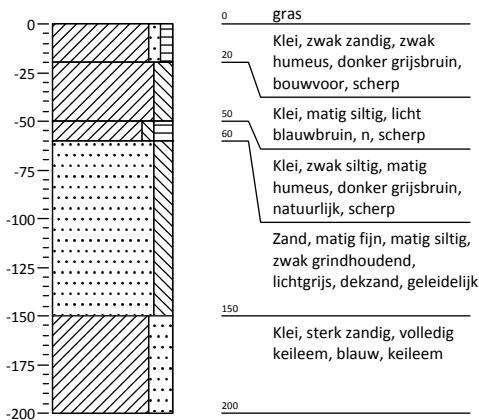 0
-25
-50
-75
-100
-125
-150
-175
-200
0 gras
Klei, zwak zandig, zwak
20 humeus, donker grijsbruin,
bouwvoor, scherp
50 Klei, matig siltig, licht
60 blauwbruin, n, scherp
Klei, zwak siltig, matig
humeus, donker grijsbruin,
natuurlijk, scherp
Zand, matig fijn, matig siltig,
zwak grindhoudend,
lichtgrijs, dekzand, geleidelijk
150
Klei, sterk zandig, volledig
keileem, blauw, keileem
200